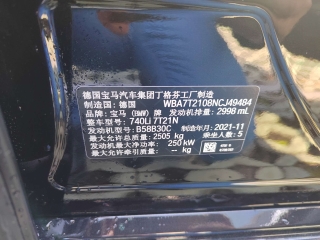 德国宝马汽车集团丁格芬工厂制造
制造国: 德国 WBA7T2108NCJ49484
品牌: 宝马 (BMW) 牌 发动机排量: 2998 mL
整车型号: 740Li 7T21N
发动机型号: B58B30C 制造年月: 2021-11
最大允许总质量: 2505 kg 乘坐人数: 5
发动机最大净功率: 250 kW
最大允许牵引质量: - kg